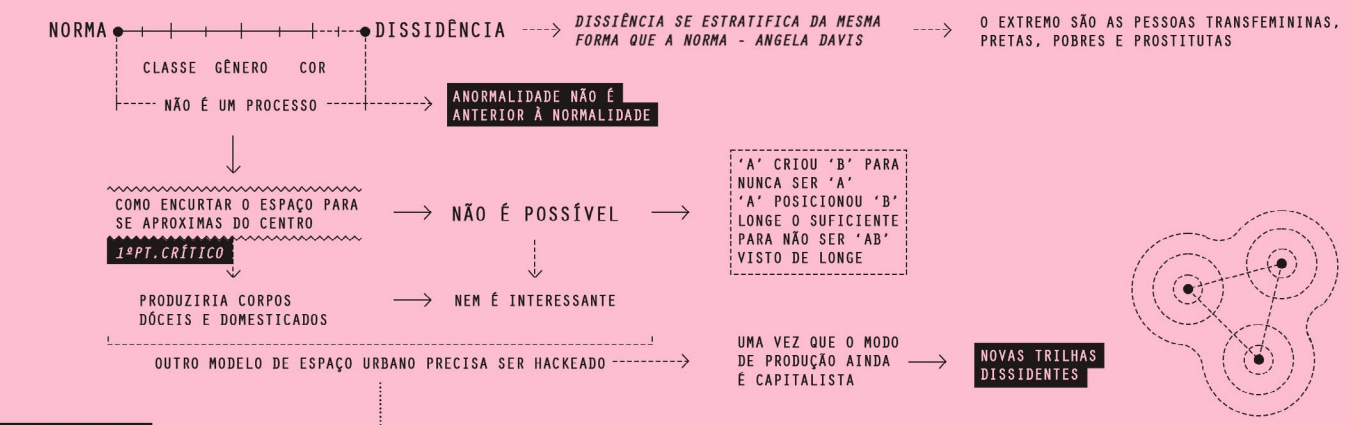 NORMA
DISSIDÊNCIA
DISSIÊNCIA SE ESTRATIFICA DA MESMA
FORMA QUE A NORMA - ANGELA DAVIS
O EXTREMO SÃO AS PESSOAS TRANSFEMININAS,
PRETAS, POBRES E PROSTITUTAS
CLASSE GÊNERO COR
NÃO É UM PROCESSO
ANORMALIDADE NÃO É
ANTERIOR À NORMALIDADE
COMO ENCURTAR O ESPAÇO PARA
SE APROXIMAS DO CENTRO
1ºPT.CRÍTICO
NÃO É POSSÍVEL
‘A’ CRIOU ‘B’ PARA
NUNCA SER ‘A’
‘A’ POSICIONOU ‘B’
LONGE O SUFICIENTE
PARA NÃO SER ‘AB’
VISTO DE LONGE
PRODUZIRIA CORPOS
DÓCEIS E DOMESTICADOS
NEM É INTERESSANTE
OUTRO MODELO DE ESPAÇO URBANO PRECISA SER HACKEADO
UMA VEZ QUE O MODO
DE PRODUÇÃO AINDA
É CAPITALISTA
NOVAS TRILHAS
DISSIDENTES